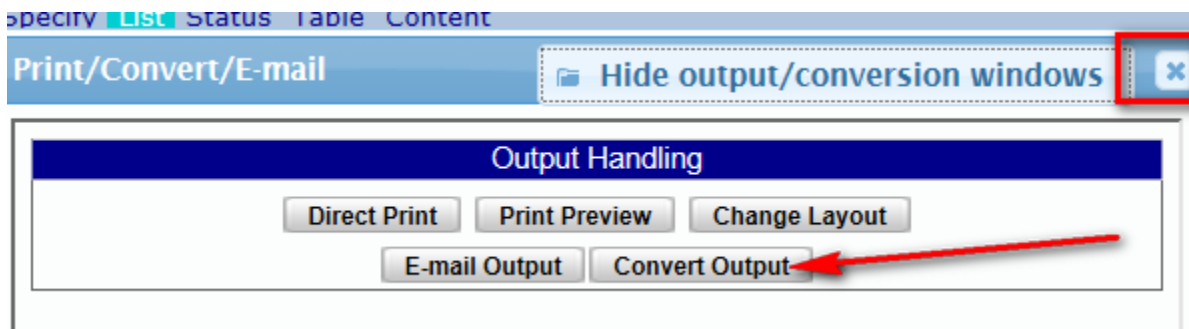 Specify List Status Table Content
Print/Convert/E-mail Hide output/conversion windows
Output Handling
Direct Print Print Preview Change Layout
E-mail Output Convert Output